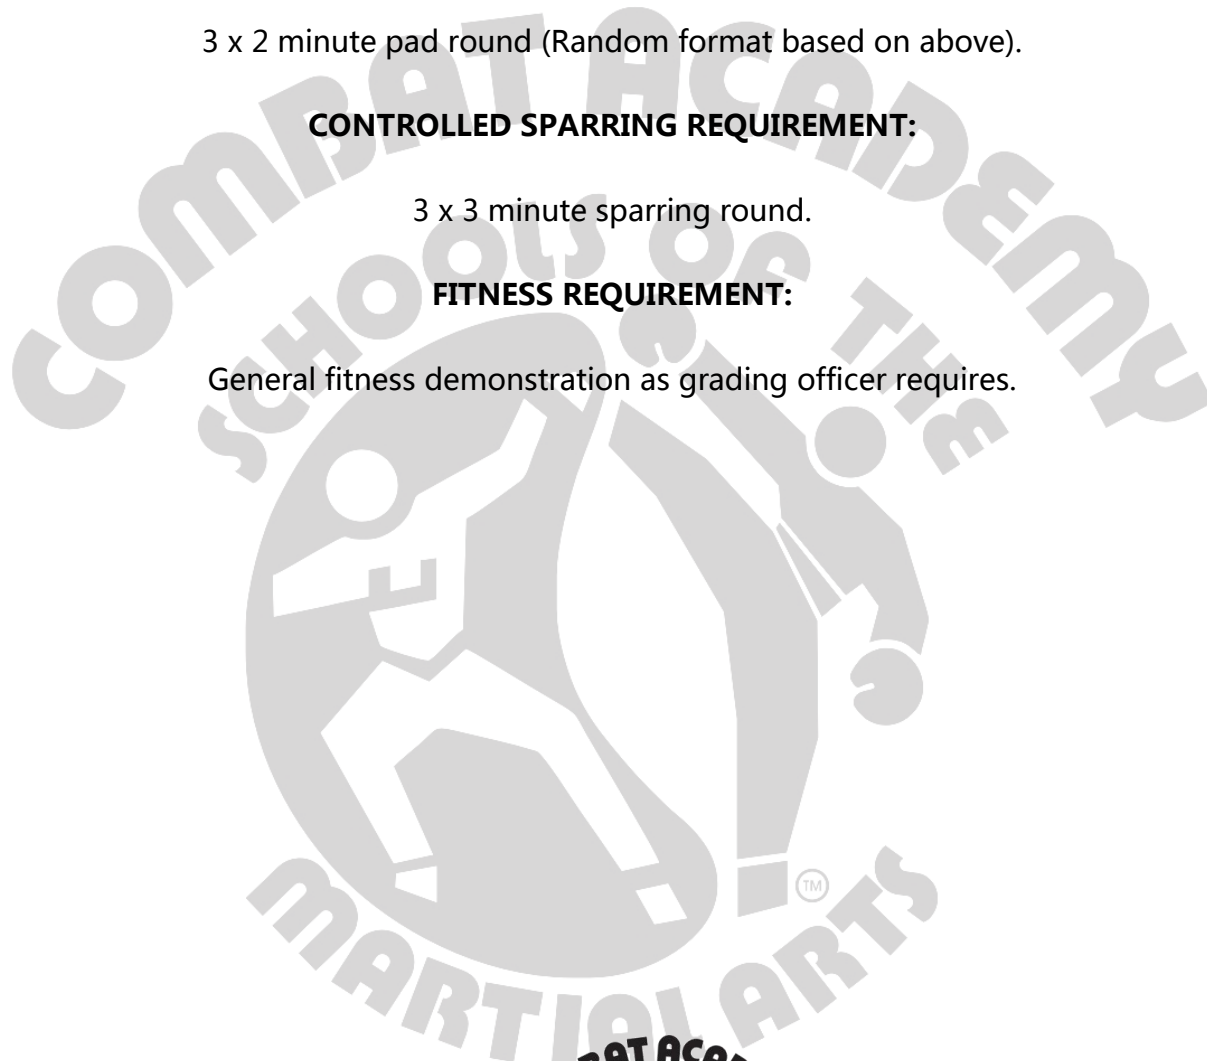 3 x 2 minute pad round (Random format based on above).
CONTROLLED SPARRING REQUIREMENT:
3 x 3 minute sparring round.
FITNESS REQUIREMENT:
General fitness demonstration as grading officer requires.
COMBAT ACADEMY
SCHOOLS OF THE
MARTIAL ARTS
TM